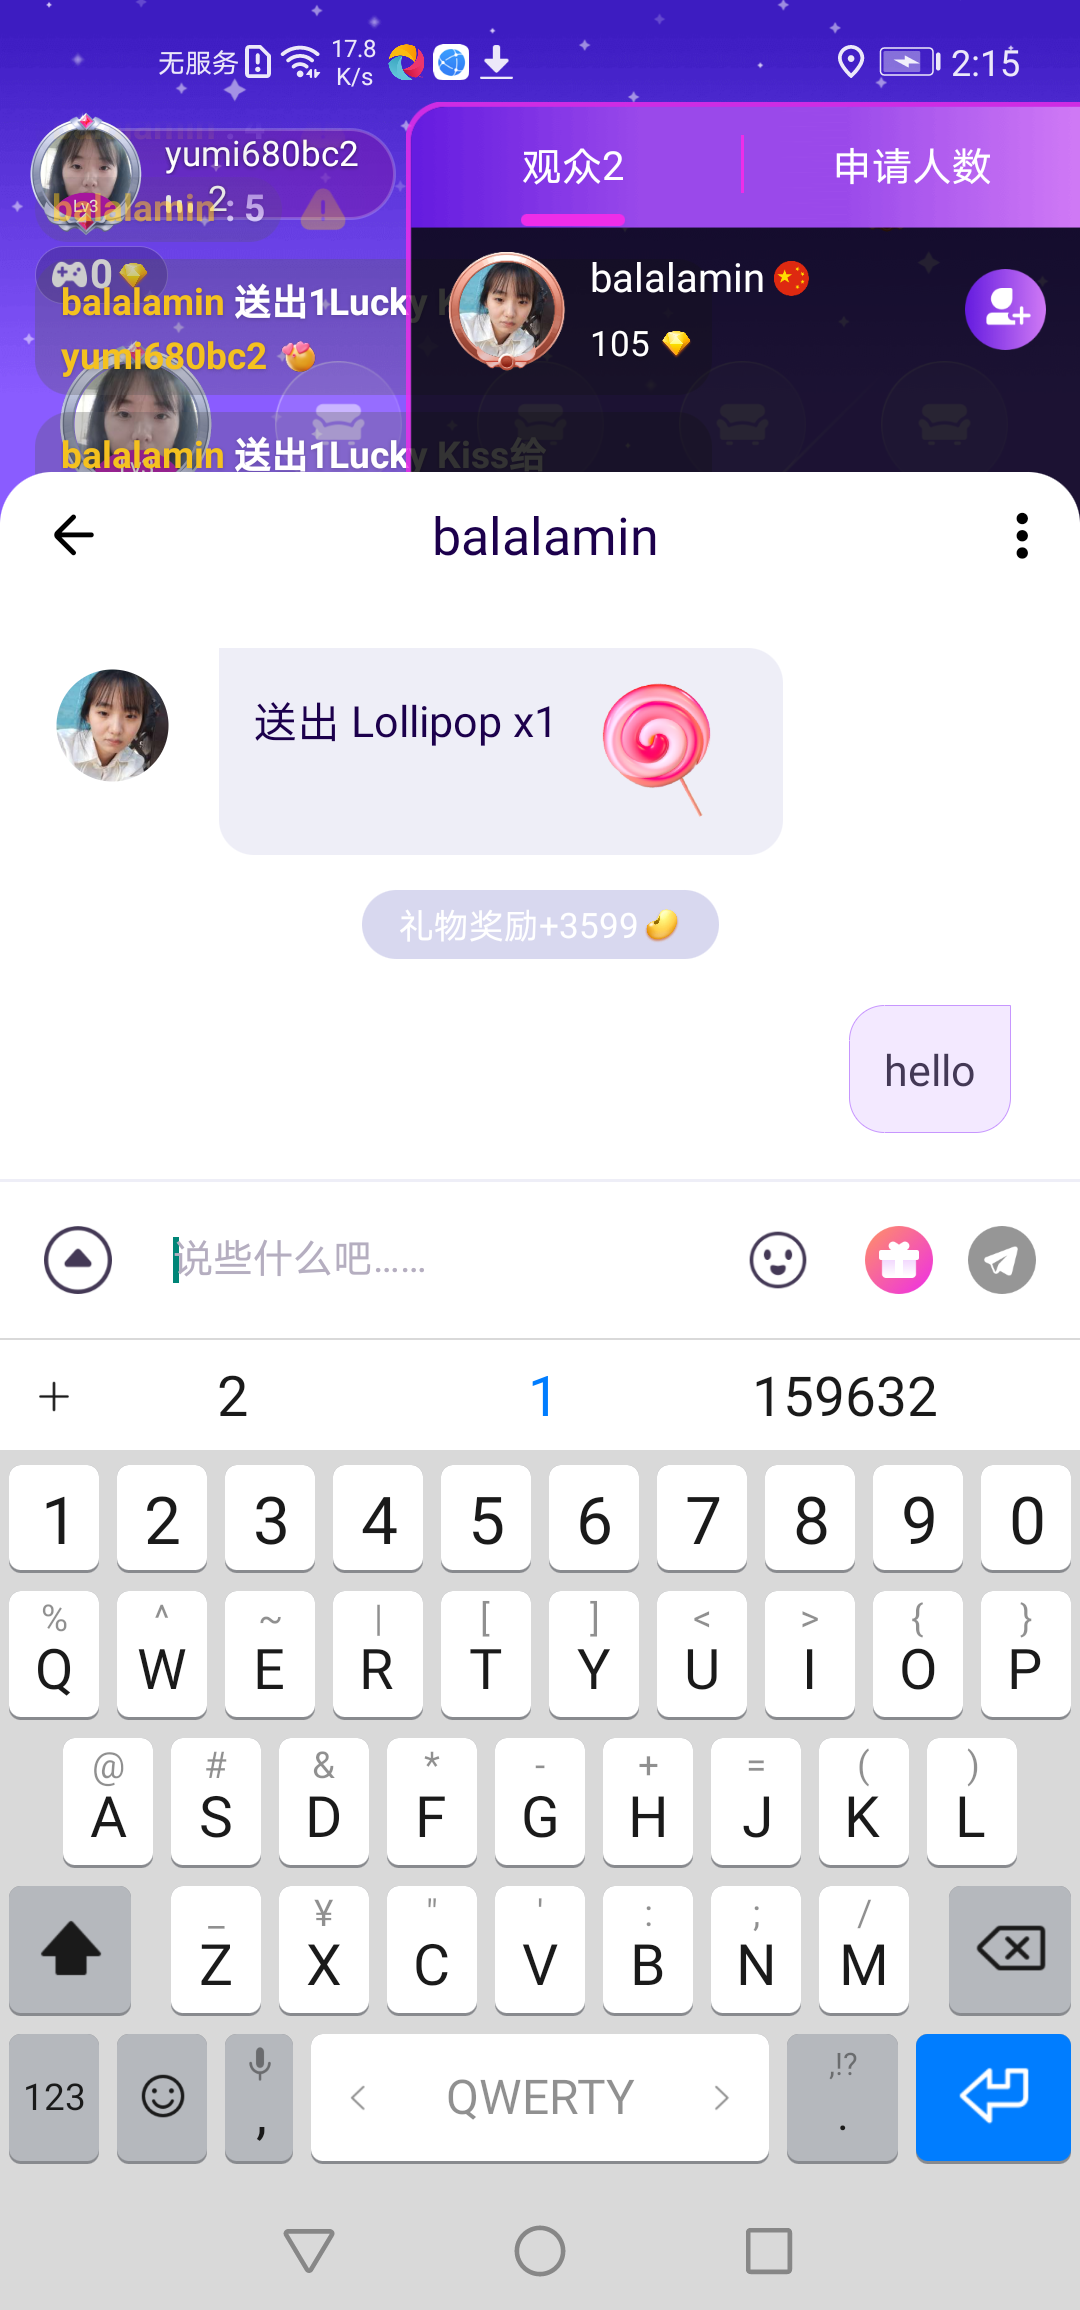 无服务 17.8 K/s 2:15
yumi680bc2
2
Lv3
balalamin : 5
0
balalamin 送出1Lucky K
yumi680bc2
balalamin 送出1Lucky Kiss给
观众2 申请人数
balalamin
105
balalamin
送出 Lollipop x1
礼物奖励+3599
hello
说些什么吧……
+ 2 1 159632
1 2 3 4 5 6 7 8 9 0
% ^ ~ | [ ] < > { }
Q W E R T Y U I O P
@ # & * - + = ( )
A S D F G H J K L
_ ¥ " ' : ; /
Z X C V B N M
,!?
123 , < QWERTY > .